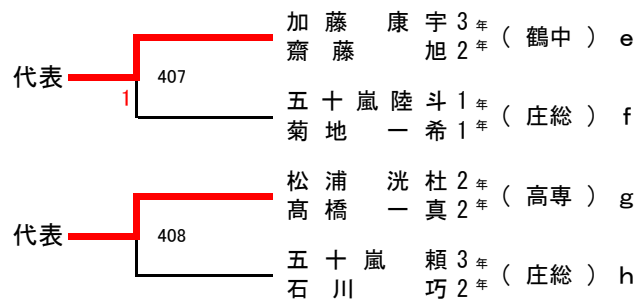 加藤 康宇 3年
齋藤 旭 2年 (鶴中) e
代表 407
1
五十嵐陸斗 1年
菊地 一希 1年 (庄総) f
松浦 洸杜 2年
髙橋 一真 2年 (高専) g
代表 408
五十嵐 頼 3年
石川 巧 2年 (庄総) h